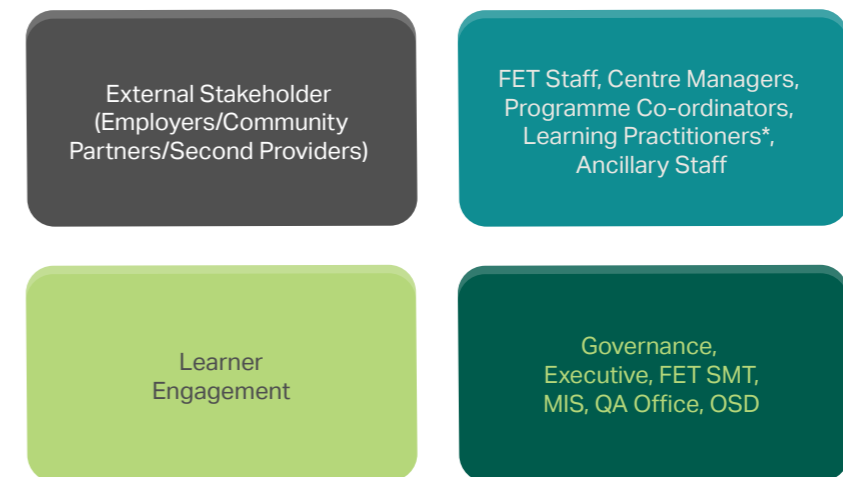 External Stakeholder
(Employers/Community
Partners/Second Providers)
FET Staff, Centre Managers,
Programme Co-ordinators,
Learning Practitioners*,
Ancillary Staff
Learner
Engagement
Governance,
Executive, FET SMT,
MIS, QA Office, OSD